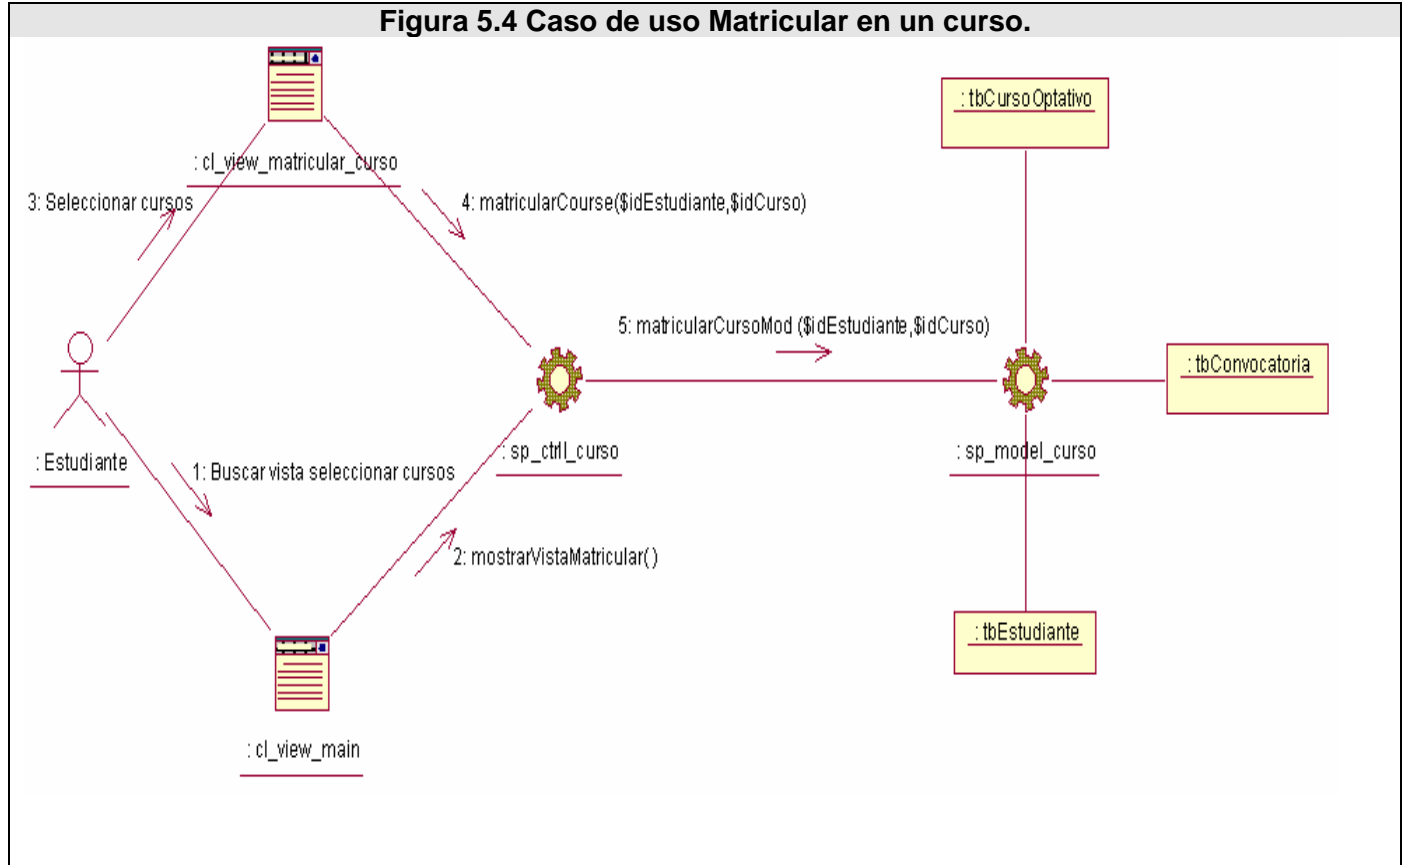 Figura 5.4 Caso de uso Matricular en un curso.
: tbCursoOptativo
: cl_view_matricular_curso
3: Seleccionar cursos
4: matricularCourse($idEstudiante,$idCurso)
5: matricularCursoMod ($idEstudiante,$idCurso)
: tbConvocatoria
: Estudiante
1: Buscar vista seleccionar cursos
: sp_ctrll_curso
: sp_model_curso
2: mostrarVistaMatricular( )
: tbEstudiante
: cl_view_main